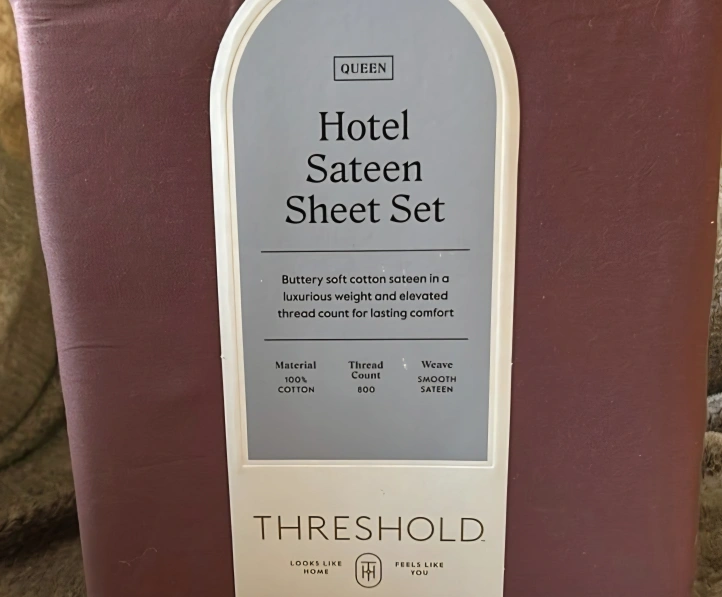 QUEEN
Hotel
Sateen
Sheet Set
Buttery soft cotton sateen in a
luxurious weight and elevated
thread count for lasting comfort
Material
100%
COTTON
Thread
Count
800
Weave
SMOOTH
SATEEN
THRESHOLD™
LOOKS LIKE
HOME
FEELS LIKE
YOU